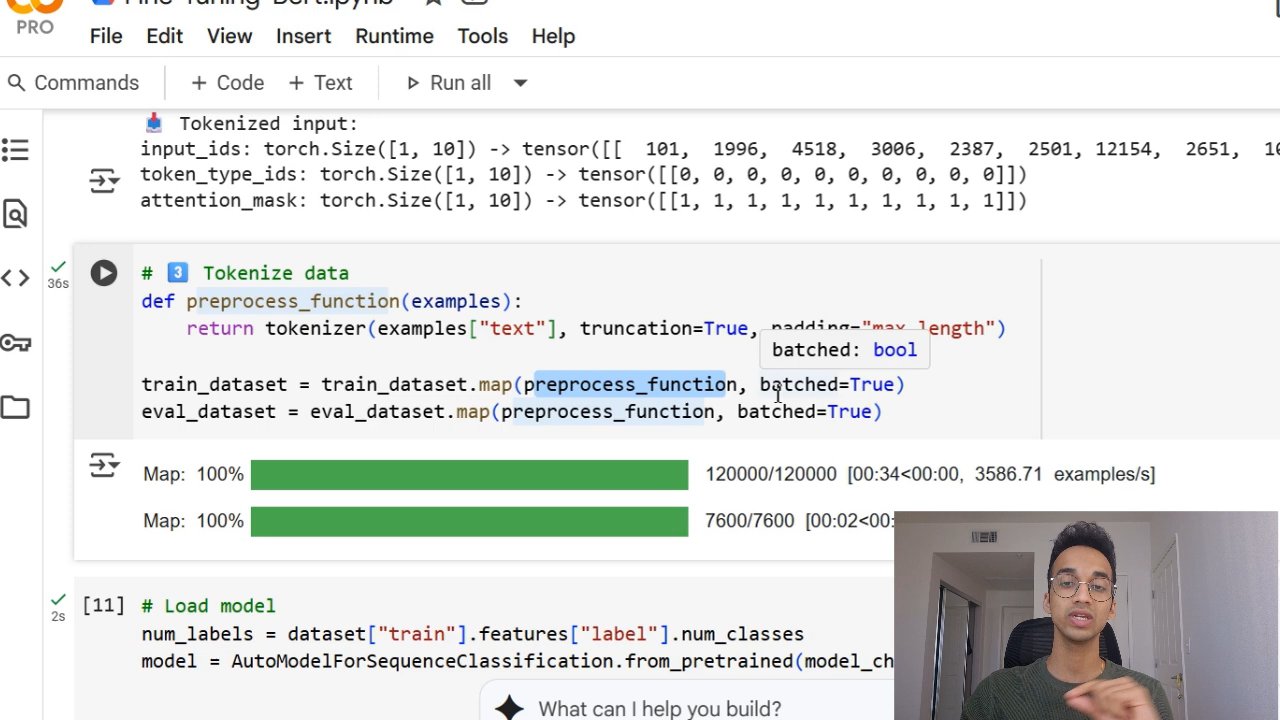 PRO
File Edit View Insert Runtime Tools Help
Commands + Code + Text Run all
Tokenized input:
input_ids: torch.Size([1, 10]) -> tensor([[ 101, 1996, 4518, 3006, 2387, 2501, 12154, 2651,
token_type_ids: torch.Size([1, 10]) -> tensor([[0, 0, 0, 0, 0, 0, 0, 0, 0, 0]])
attention_mask: torch.Size([1, 10]) -> tensor([[1, 1, 1, 1, 1, 1, 1, 1, 1, 1]])
36s
# 3 Tokenize data
def preprocess_function(examples):
return tokenizer(examples["text"], truncation=True, padding="max_length")
batched: bool
train_dataset = train_dataset.map(preprocess_function, batched=True)
eval_dataset = eval_dataset.map(preprocess_function, batched=True)
Map: 100% 120000/120000 [00:34<00:00, 3586.71 examples/s]
Map: 100% 7600/7600 [00:02<00:
2s
[11] # Load model
num_labels = dataset["train"].features["label"].num_classes
model = AutoModelForSequenceClassification.from_pretrained(model_ch
What can I help you build?